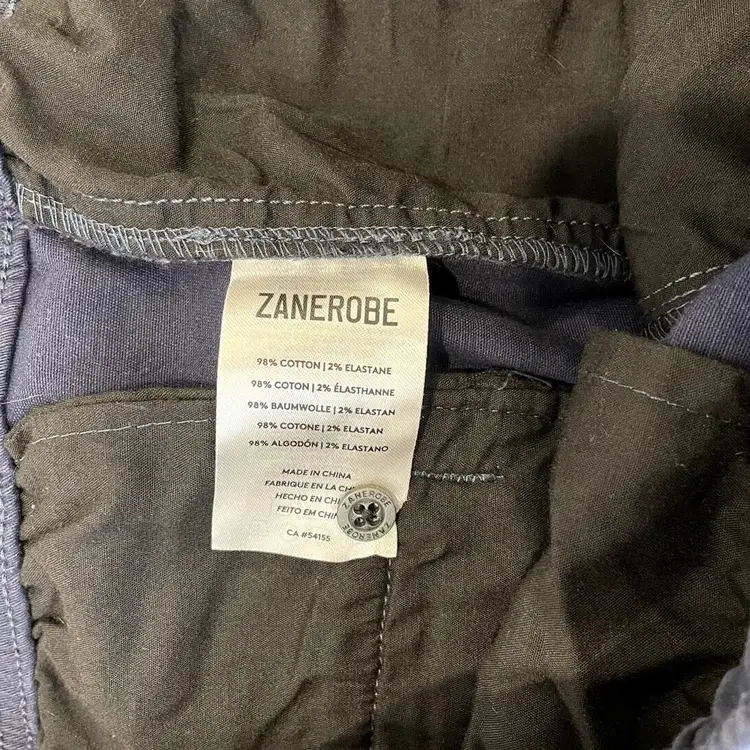 ZANEROBE
98% COTTON | 2% ELASTANE
98% COTON | 2% ÉLASTHANNE
98% BAUMWOLLE | 2% ELASTAN
98% COTONE | 2% ELASTAN
98% ALGODÓN | 2% ELASTANO
MADE IN CHINA
FABRIQUE EN LA CHI
HECHO EN CHI
FEITO EM CHIN
CA #54155
ZANEROBE
ZANEROBE